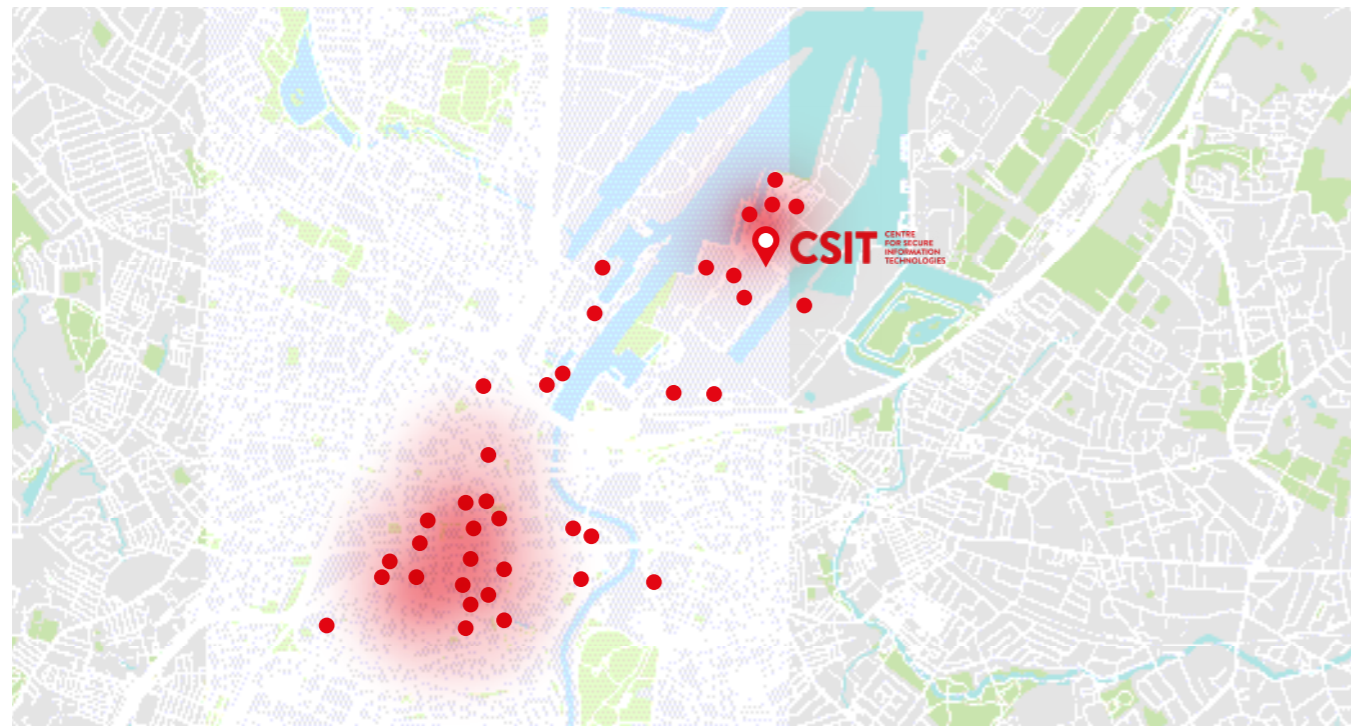 CSIT
CENTRE
FOR SECURE
INFORMATION
TECHNOLOGIES